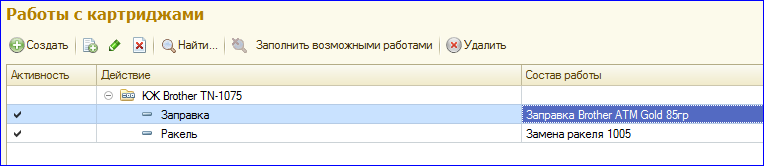 Работы с картриджами
Создать Найти... Заполнить возможными работами Удалить
Активность Действие Состав работы
КЖ Brother TN-1075
Заправка Заправка Brother ATM Gold 85гр
Ракель Замена ракеля 1005